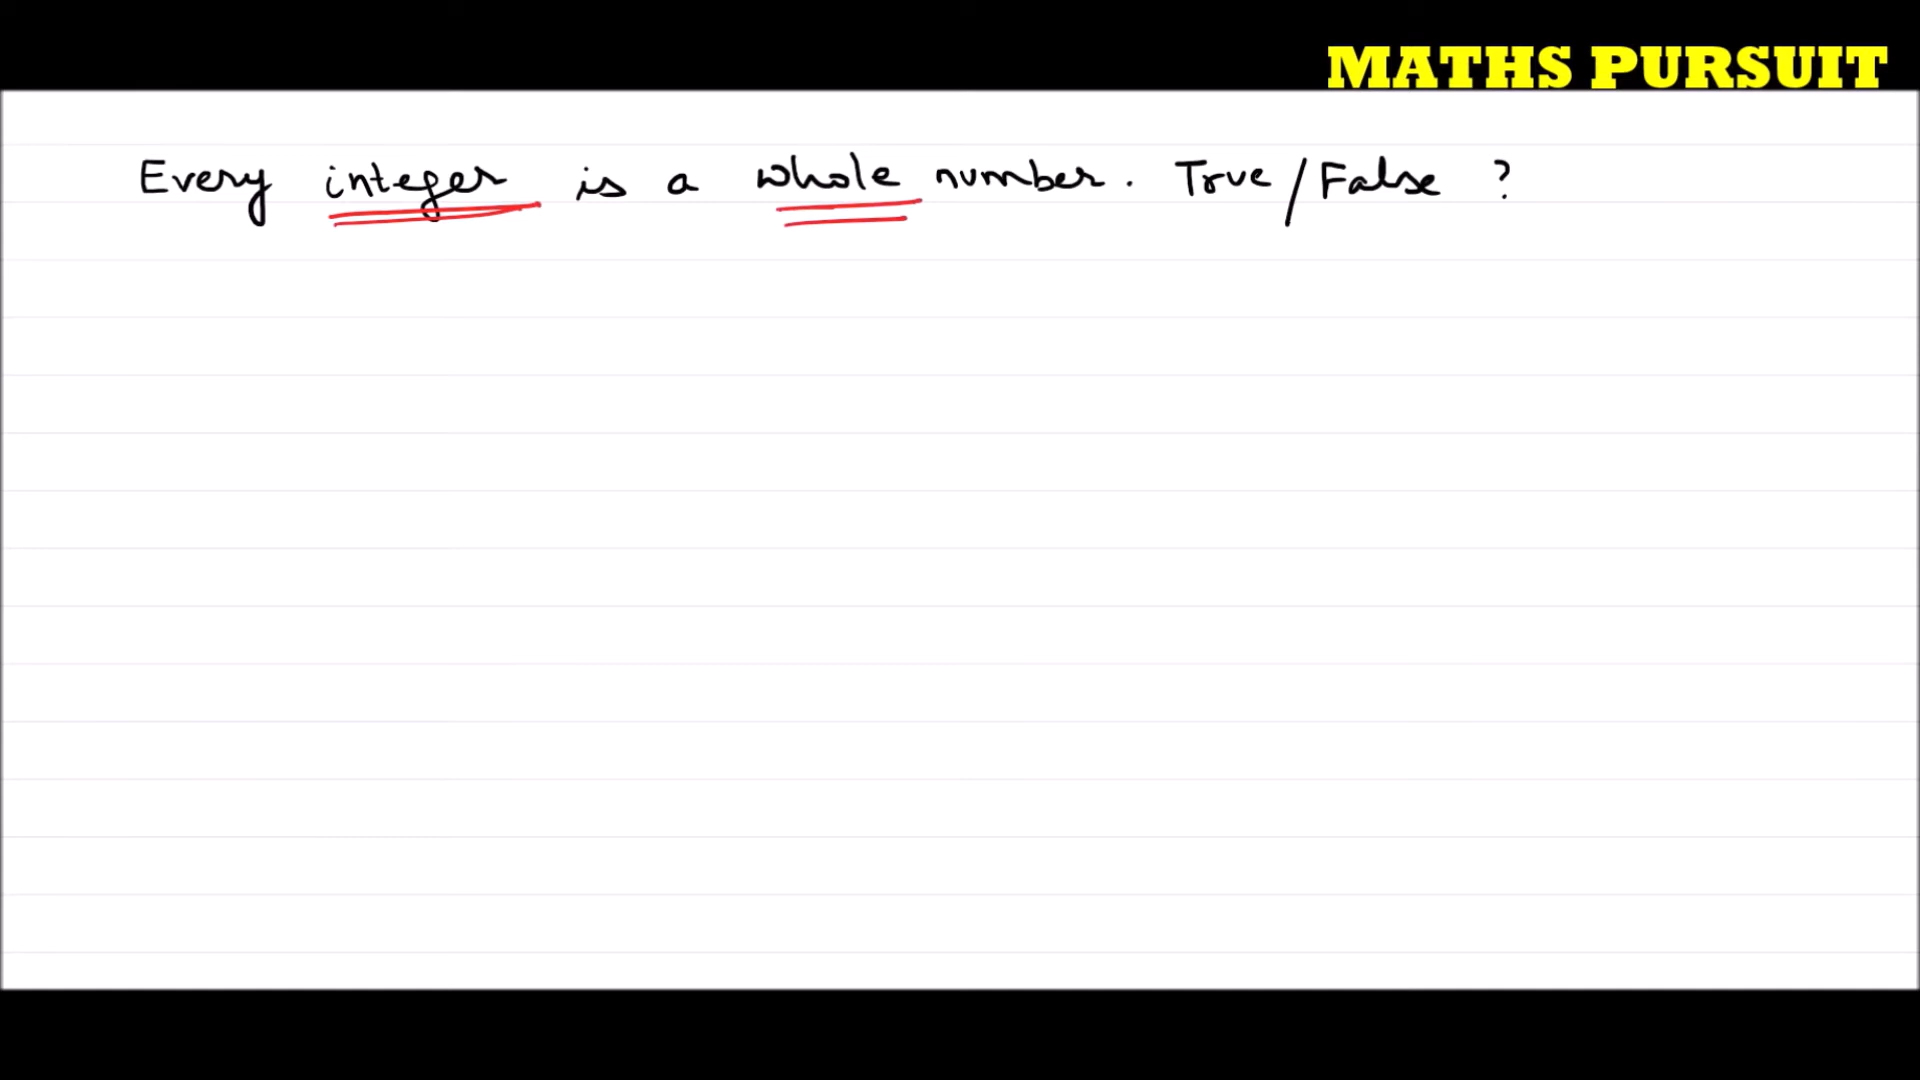 MATHS PURSUIT
Every integer is a whole number. True/False ?